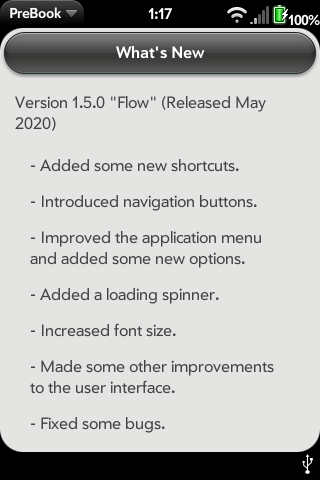 PreBook 1:17 100%
What's New
Version 1.5.0 "Flow" (Released May
2020)
- Added some new shortcuts.
- Introduced navigation buttons.
- Improved the application menu
and added some new options.
- Added a loading spinner.
- Increased font size.
- Made some other improvements
to the user interface.
- Fixed some bugs.